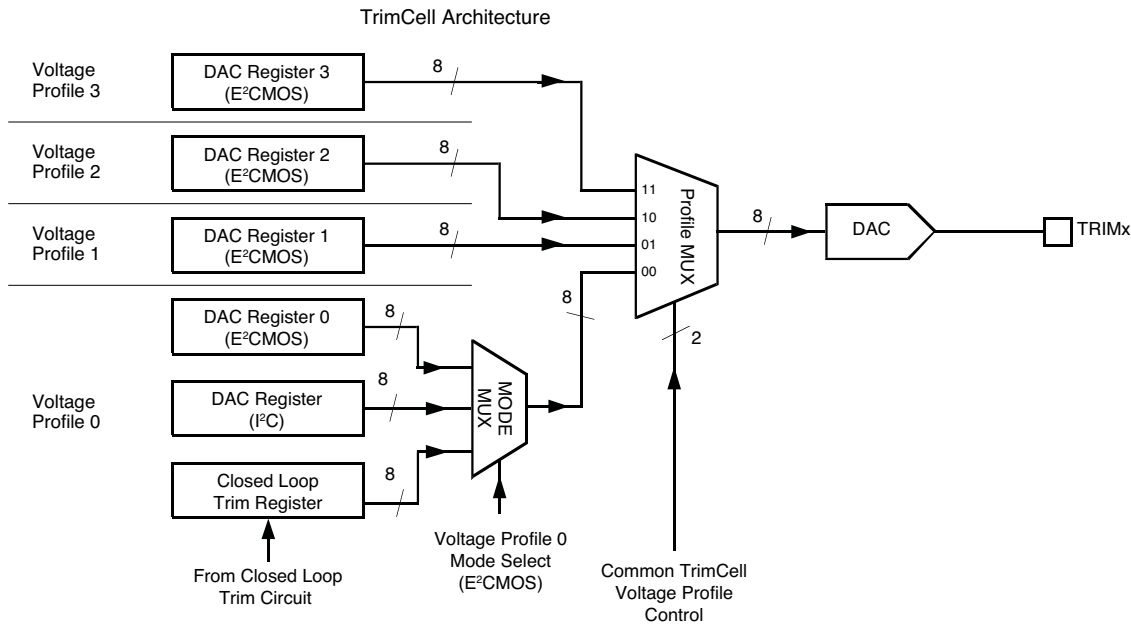 TrimCell Architecture
Voltage
Profile 3
DAC Register 3
(E²CMOS)
8
Voltage
Profile 2
DAC Register 2
(E²CMOS)
8
Voltage
Profile 1
DAC Register 1
(E²CMOS)
8
Voltage
Profile 0
DAC Register 0
(E²CMOS)
8
DAC Register
(I²C)
8
Closed Loop
Trim Register
8
From Closed Loop
Trim Circuit
MODE
MUX
Voltage Profile 0
Mode Select
(E²CMOS)
8
11
10
01
00
Profile MUX
2
Common TrimCell
Voltage Profile
Control
8
DAC
TRIMx